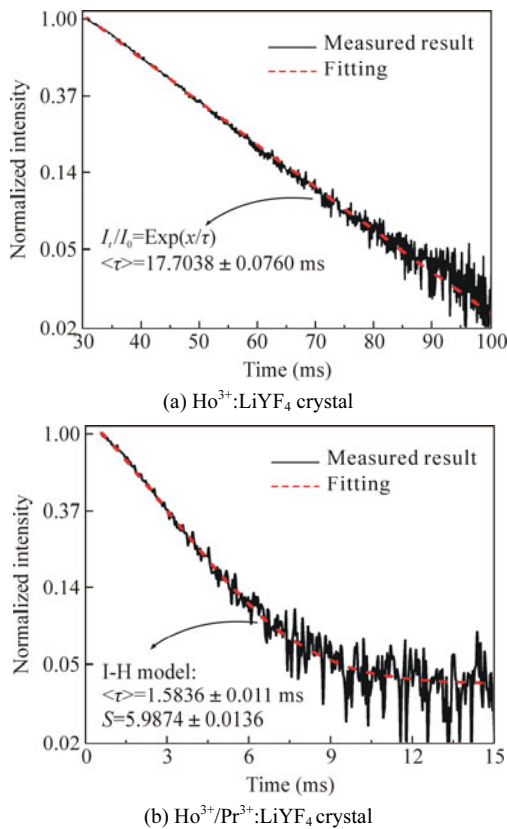 1.00
0.37
0.14
0.05
0.02
Normalized intensity
Measured result
Fitting
Iₜ/I₀=Exp(x/τ)
<τ>=17.7038 ± 0.0760 ms
30 40 50 60 70 80 90 100
Time (ms)
(a) Ho³⁺:LiYF₄ crystal
1.00
0.37
0.14
0.05
0.02
Normalized intensity
Measured result
Fitting
I-H model:
<τ>=1.5836 ± 0.011 ms
S=5.9874 ± 0.0136
0 3 6 9 12 15
Time (ms)
(b) Ho³⁺/Pr³⁺:LiYF₄ crystal